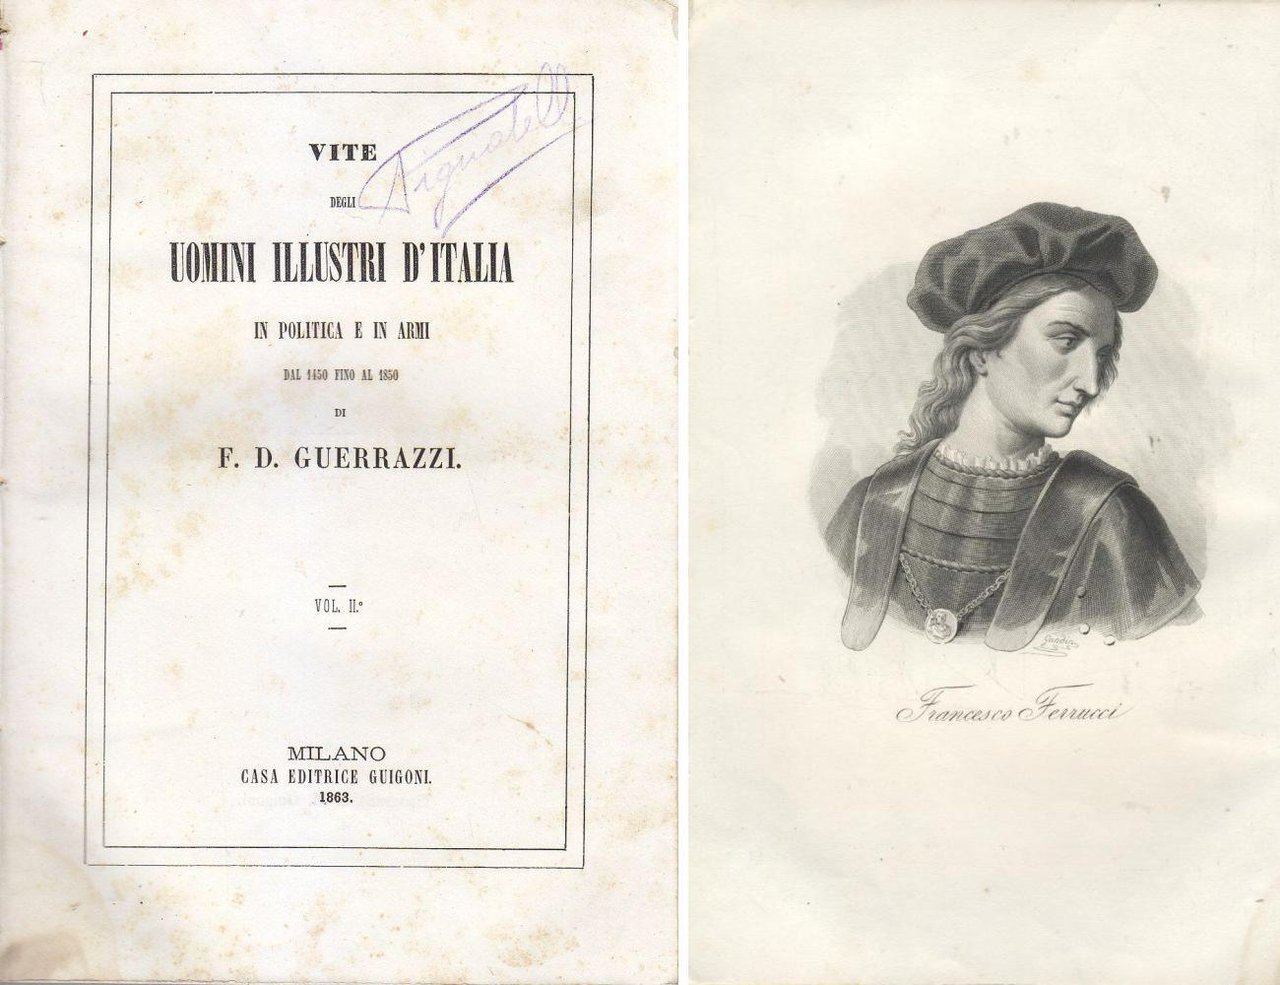 VITE
DEGLI
UOMINI ILLUSTRI D'ITALIA
IN POLITICA E IN ARMI
DAL 1450 FINO AL 1850
DI
F. D. GUERRAZZI.
VOL. II.°
MILANO
CASA EDITRICE GUIGONI.
1863.
Francesco Ferrucci